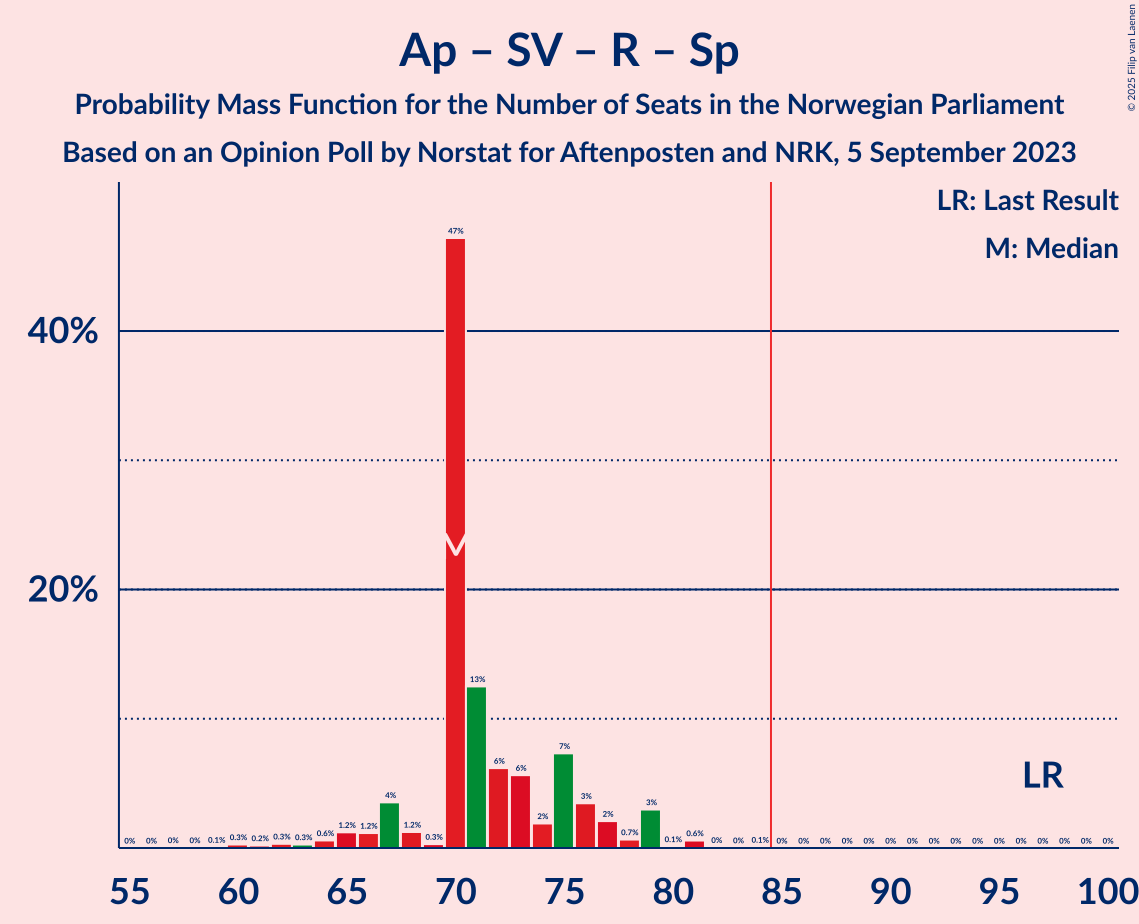 Ap – SV – R – Sp
Probability Mass Function for the Number of Seats in the Norwegian Parliament
Based on an Opinion Poll by Norstat for Aftenposten and NRK, 5 September 2023
© 2025 Filip van Laenen
LR: Last Result
M: Median
47%
40%
20%
13%
7%
6% 6%
4%
3%
3%
2%
2%
LR
0% 0% 0% 0% 0.1% 0.3% 0.2% 0.3% 0.3% 0.6% 1.2% 1.2% 1.2% 0.3% 0.7% 0.1% 0.6% 0% 0% 0.1% 0% 0% 0% 0% 0% 0% 0% 0% 0% 0% 0% 0% 0% 0% 0% 0%
55 60 65 70 75 80 85 90 95 100